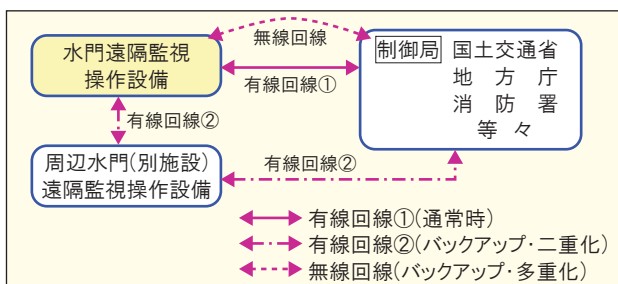 無線回線
水門遠隔監視
操作設備
有線回線①
制御局 国土交通省
地方庁
消防署
等々
有線回線②
周辺水門(別施設)
遠隔監視操作設備
有線回線②
有線回線①(通常時)
有線回線②(バックアップ・二重化)
無線回線(バックアップ・多重化)